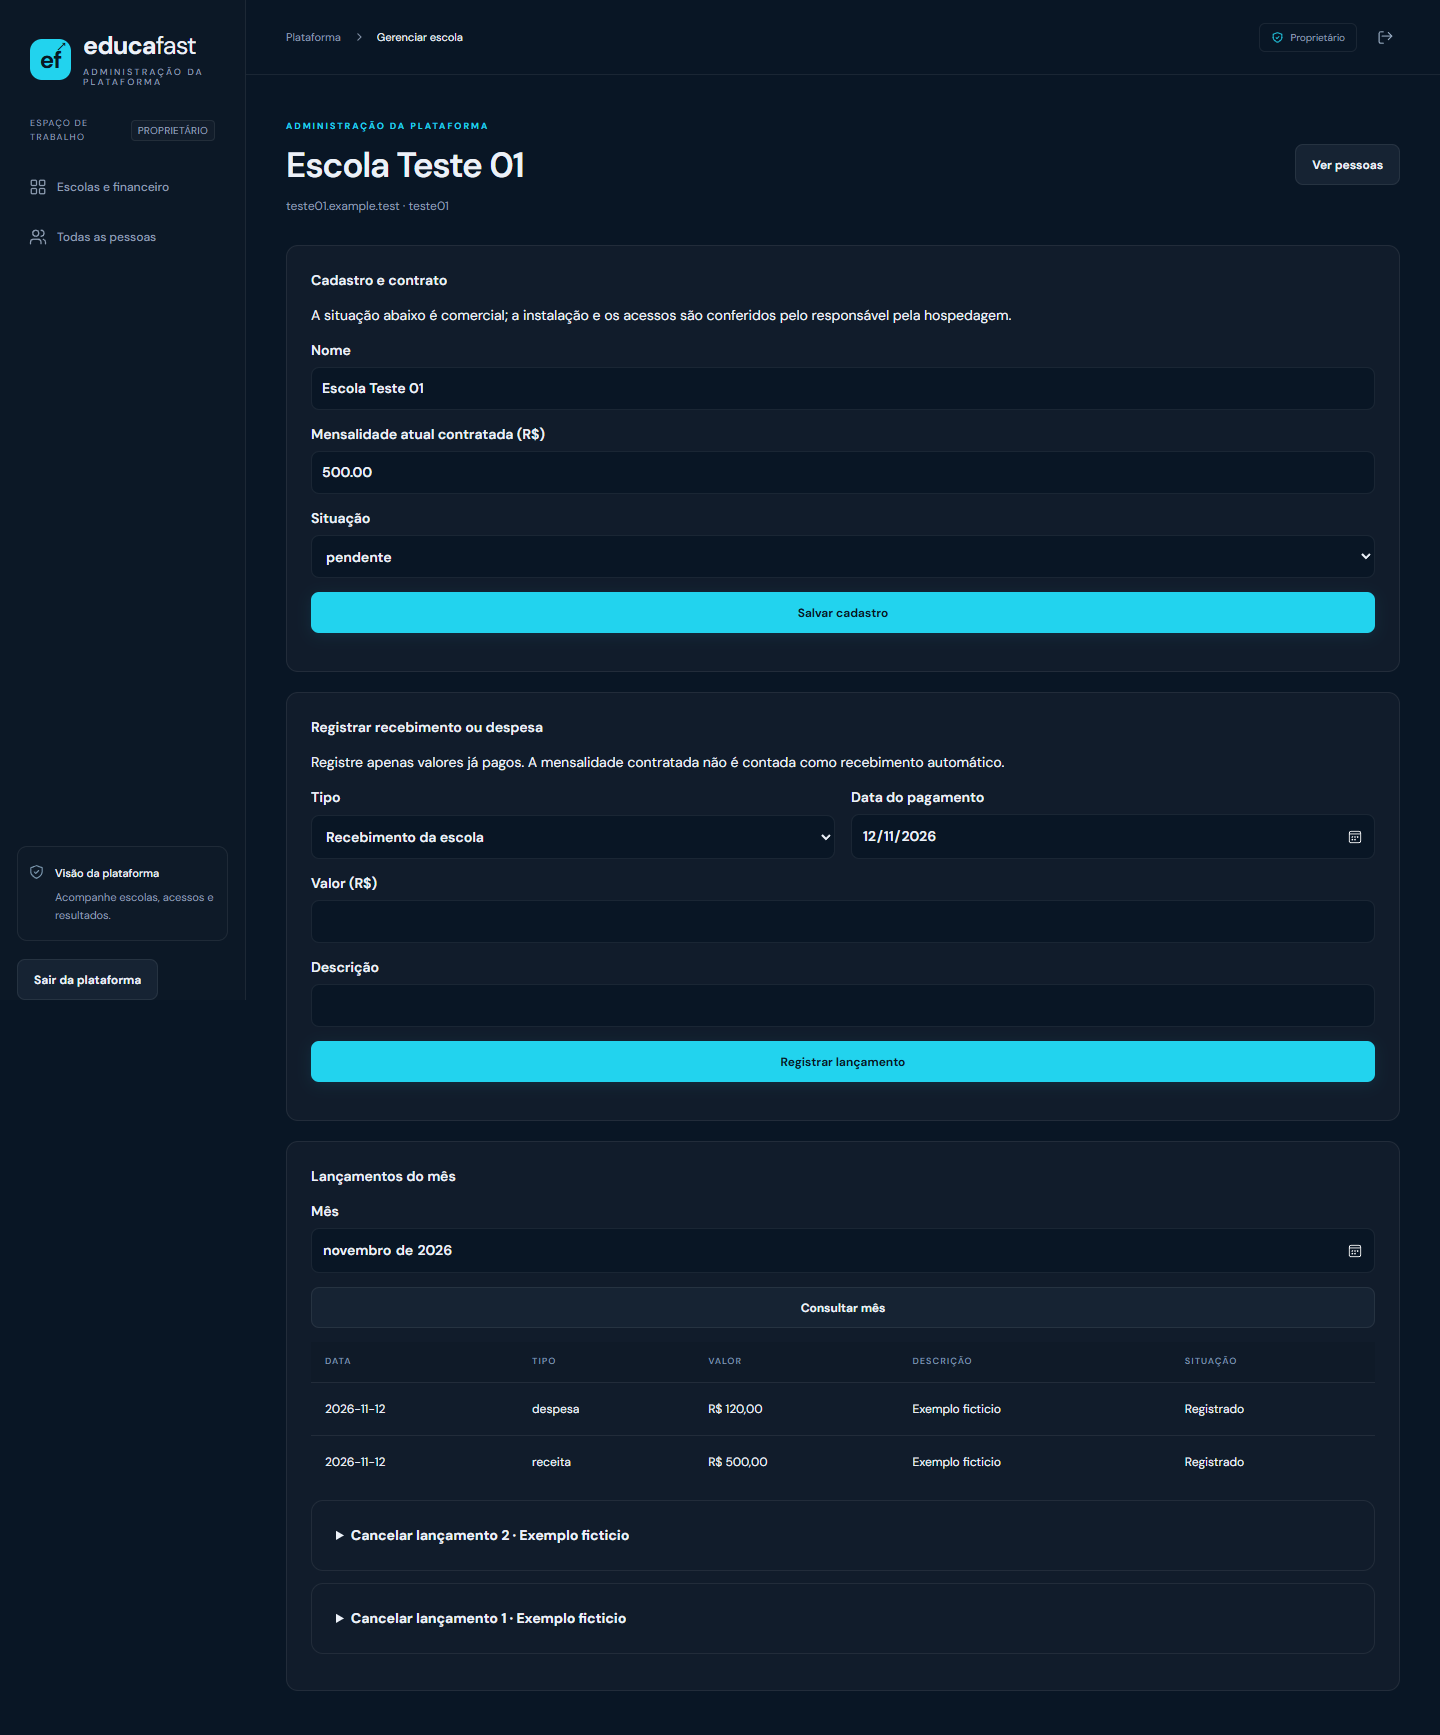 ef
educafast
ADMINISTRAÇÃO DA
PLATAFORMA
ESPAÇO DE
TRABALHO
PROPRIETÁRIO
Escolas e financeiro
Todas as pessoas
Visão da plataforma
Acompanhe escolas, acessos e
resultados.
Sair da plataforma
Plataforma
Gerenciar escola
Proprietário
ADMINISTRAÇÃO DA PLATAFORMA
Escola Teste 01
teste01.example.test · teste01
Ver pessoas
Cadastro e contrato
A situação abaixo é comercial; a instalação e os acessos são conferidos pelo responsável pela hospedagem.
Nome
Escola Teste 01
Mensalidade atual contratada (R$)
500.00
Situação
pendente
Salvar cadastro
Registrar recebimento ou despesa
Registre apenas valores já pagos. A mensalidade contratada não é contada como recebimento automático.
Tipo
Recebimento da escola
Data do pagamento
12/11/2026
Valor (R$)
Descrição
Registrar lançamento
Lançamentos do mês
Mês
novembro de 2026
Consultar mês
DATA TIPO VALOR DESCRIÇÃO SITUAÇÃO
2026-11-12 despesa R$ 120,00 Exemplo ficticio Registrado
2026-11-12 receita R$ 500,00 Exemplo ficticio Registrado
Cancelar lançamento 2 · Exemplo ficticio
Cancelar lançamento 1 · Exemplo ficticio